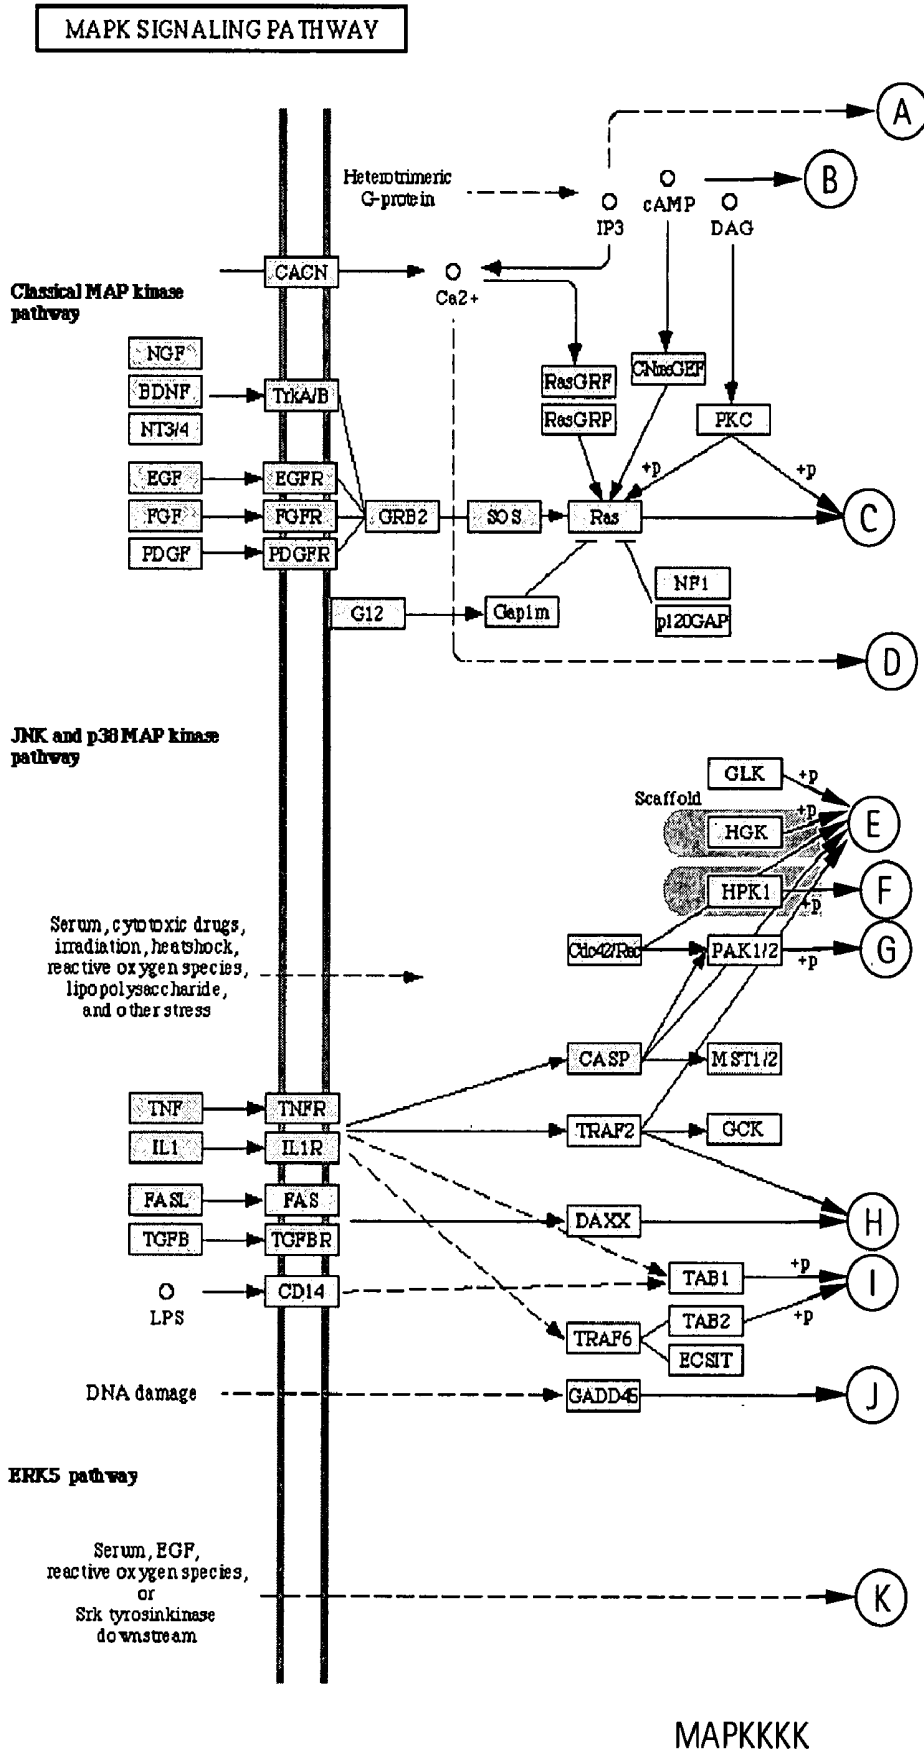 MAPK SIGNALING PATHWAY
A
Heterotrimeric
G-protein
IP3
cAMP
B
DAG
CACN
Ca2+
Classical MAP kinase
pathway
NGF
BDNF
NT3/4
TrkA/B
RasGRF
RasGRP
CNrasGEF
PKC
+p
+p
EGF
EGFR
FGF
FGFR
GRB2
SOS
Ras
C
PDGF
PDGFR
NF1
p120GAP
G12
Gap1m
D
JNK and p38 MAP kinase
pathway
GLK
+p
Scaffold
HGK
+p
E
HPK1
+p
F
Serum, cytotoxic drugs,
irradiation, heatshock,
reactive oxygen species,
lipopolysaccharide,
and other stress
Cdc42/Rac
PAK1/2
+p
G
CASP
MST1/2
TNF
TNFR
TRAF2
GCK
IL1
IL1R
FASL
FAS
DAXX
H
TGFB
TGFBR
LPS
CD14
TAB1
+p
I
TRAF6
TAB2
+p
ECSIT
DNA damage
GADD45
J
ERK5 pathway
Serum, EGF,
reactive oxygen species,
or
Srk tyrosinkinase
downstream
K
MAPKKKK